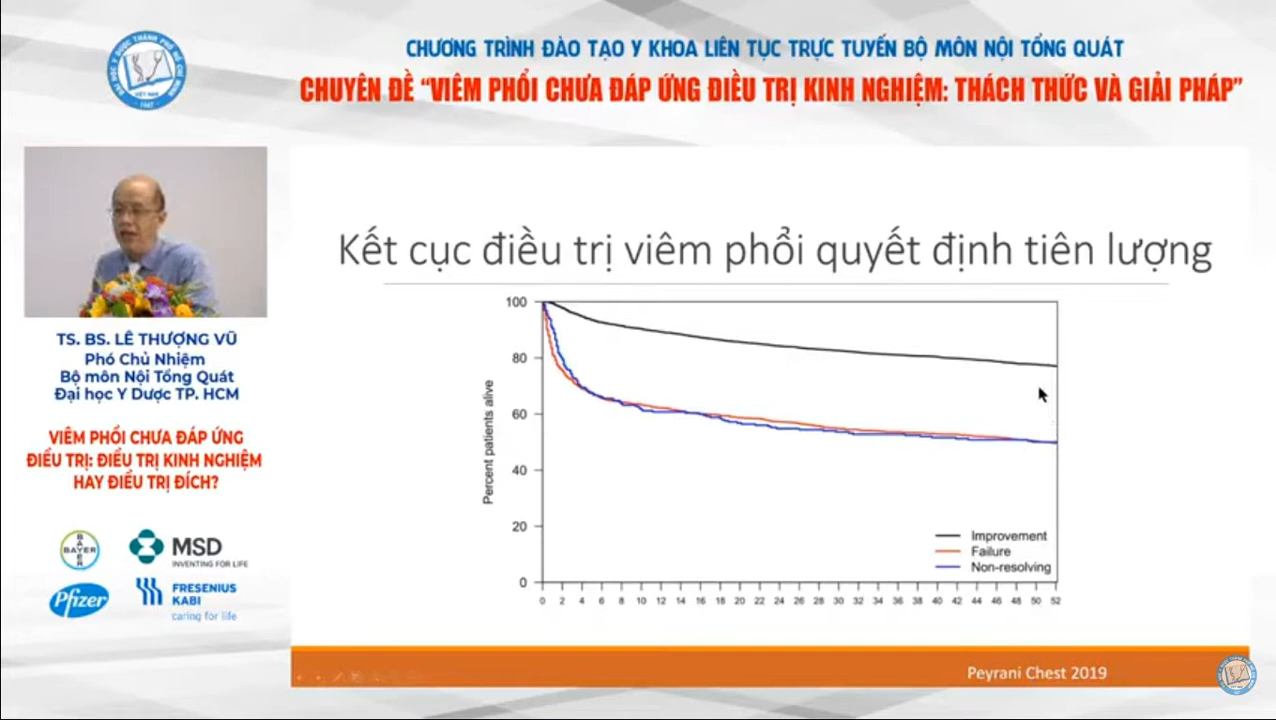 CHƯƠNG TRÌNH ĐÀO TẠO Y KHOA LIÊN TỤC TRỰC TUYẾN BỘ MÔN NỘI TỔNG QUÁT
CHUYÊN ĐỀ “VIÊM PHỔI CHƯA ĐÁP ỨNG ĐIỀU TRỊ KINH NGHIỆM: THÁCH THỨC VÀ GIẢI PHÁP”
TS. BS. LÊ THƯỢNG VŨ
Phó Chủ Nhiệm
Bộ môn Nội Tổng Quát
Đại học Y Dược TP. HCM
VIÊM PHỔI CHƯA ĐÁP ỨNG
ĐIỀU TRỊ: ĐIỀU TRỊ KINH NGHIỆM
HAY ĐIỀU TRỊ ĐÍCH?
BAYER
MSD
INVENTING FOR LIFE
Pfizer
FRESENIUS
KABI
caring for life
Kết cục điều trị viêm phổi quyết định tiên lượng
Percent patients alive
100
80
60
40
20
0
Improvement
Failure
Non-resolving
0 2 4 6 8 10 12 14 16 18 20 22 24 26 28 30 32 34 36 38 40 42 44 46 48 50 52
Peyrani Chest 2019